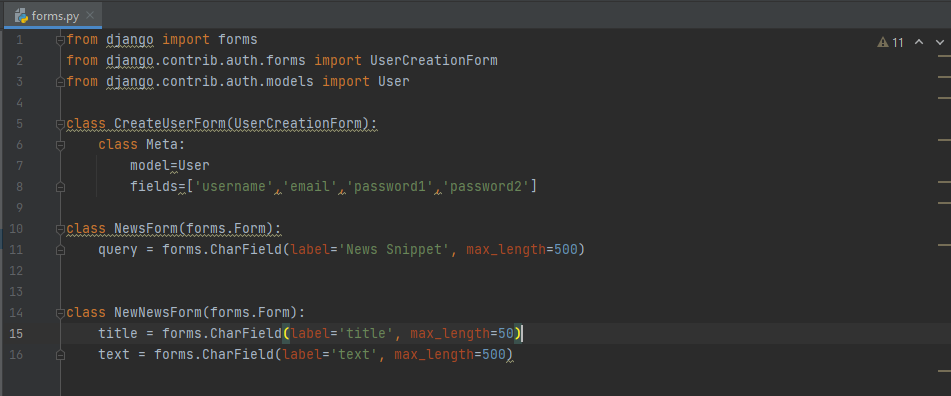 forms.py
11
1 from django import forms
2 from django.contrib.auth.forms import UserCreationForm
3 from django.contrib.auth.models import User
4
5 class CreateUserForm(UserCreationForm):
6     class Meta:
7         model=User
8         fields=['username','email','password1','password2']
9
10 class NewsForm(forms.Form):
11     query = forms.CharField(label='News Snippet', max_length=500)
12
13
14 class NewNewsForm(forms.Form):
15     title = forms.CharField(label='title', max_length=50)
16     text = forms.CharField(label='text', max_length=500)